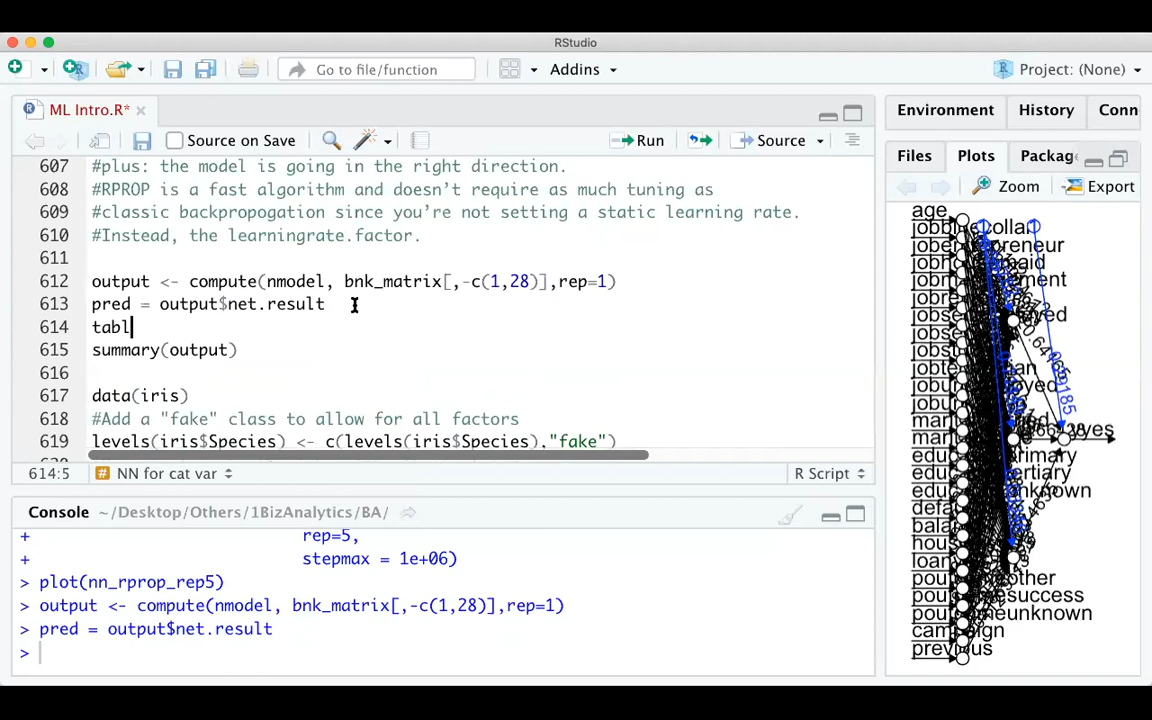 RStudio
Go to file/function
Addins
Project: (None)
ML Intro.R*
Source on Save
Run
Source
607 #plus: the model is going in the right direction.
608 #RPROP is a fast algorithm and doesn't require as much tuning as
609 #classic backpropogation since you're not setting a static learning rate.
610 #Instead, the learningrate.factor.
611
612 output <- compute(nmodel, bnk_matrix[,-c(1,28)],rep=1)
613 pred = output$net.result
614 tabl
615 summary(output)
616
617 data(iris)
618 #Add a "fake" class to allow for all factors
619 levels(iris$Species) <- c(levels(iris$Species),"fake")
614:5 NN for cat var R Script
Console ~/Desktop/Others/1BizAnalytics/BA/
+ rep=5,
+ stepmax = 1e+06)
> plot(nn_rprop_rep5)
> output <- compute(nmodel, bnk_matrix[,-c(1,28)],rep=1)
> pred = output$net.result
>
Environment History Conn
Files Plots Packag
Zoom Export
age
yes
campaign
previous